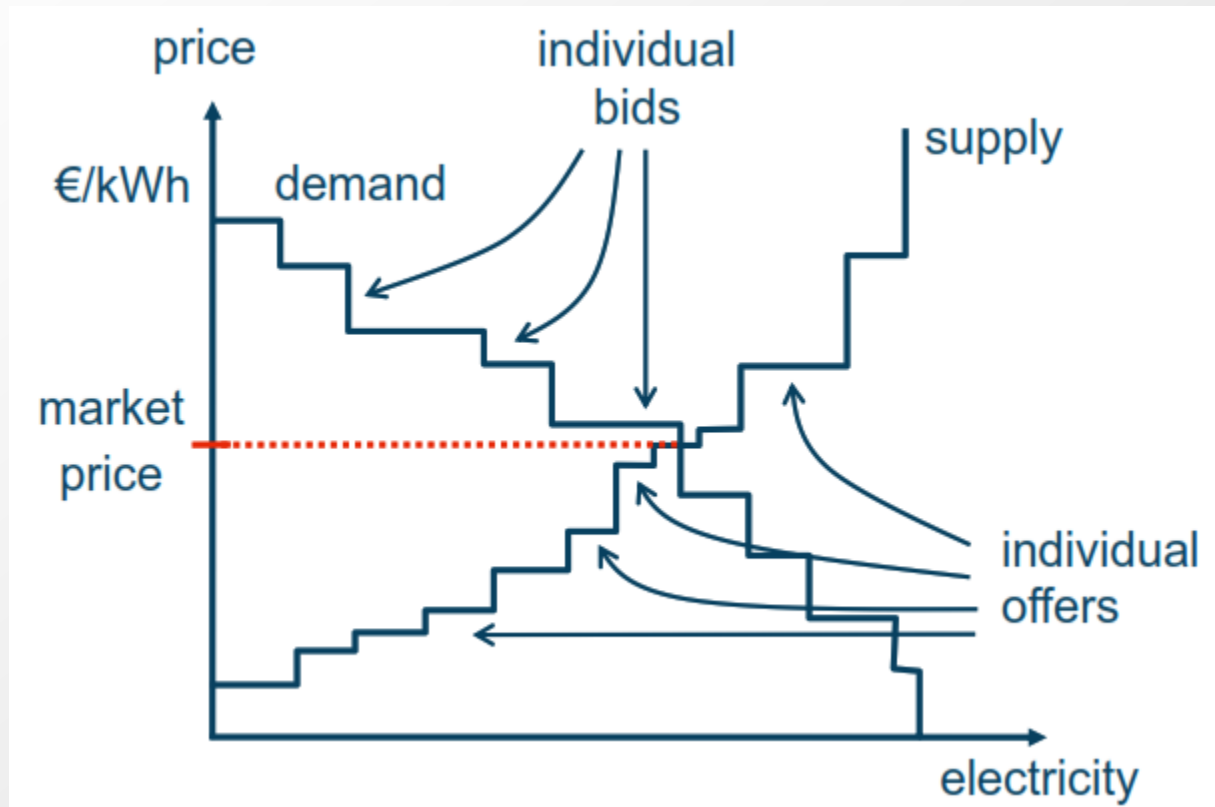 price
individual
bids
supply
€/kWh
demand
market
price
individual
offers
electricity